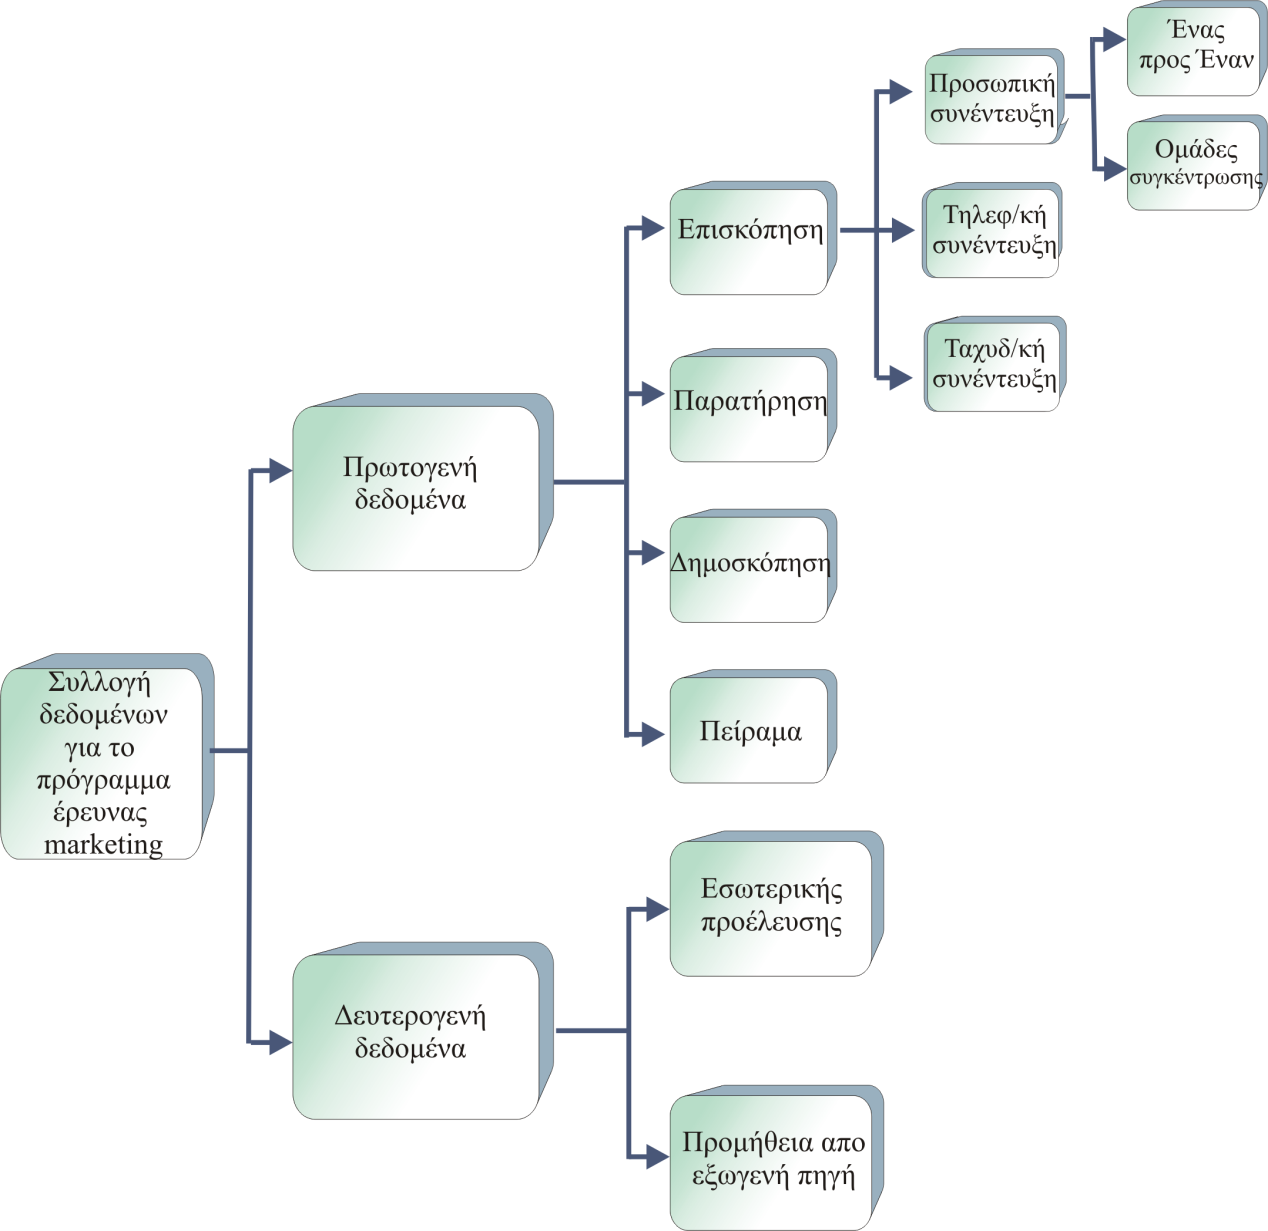 Ένας
προς Έναν
Προσωπική
συνέντευξη
Ομάδες
συγκέντρωσης
Τηλεφ/κή
συνέντευξη
Επισκόπηση
Ταχυδ/κή
συνέντευξη
Παρατήρηση
Πρωτογενή
δεδομένα
Δημοσκόπηση
Πείραμα
Συλλογή
δεδομένων
για το
πρόγραμμα
έρευνας
marketing
Εσωτερικής
προέλευσης
Δευτερογενή
δεδομένα
Προμήθεια απο
εξωγενή πηγή